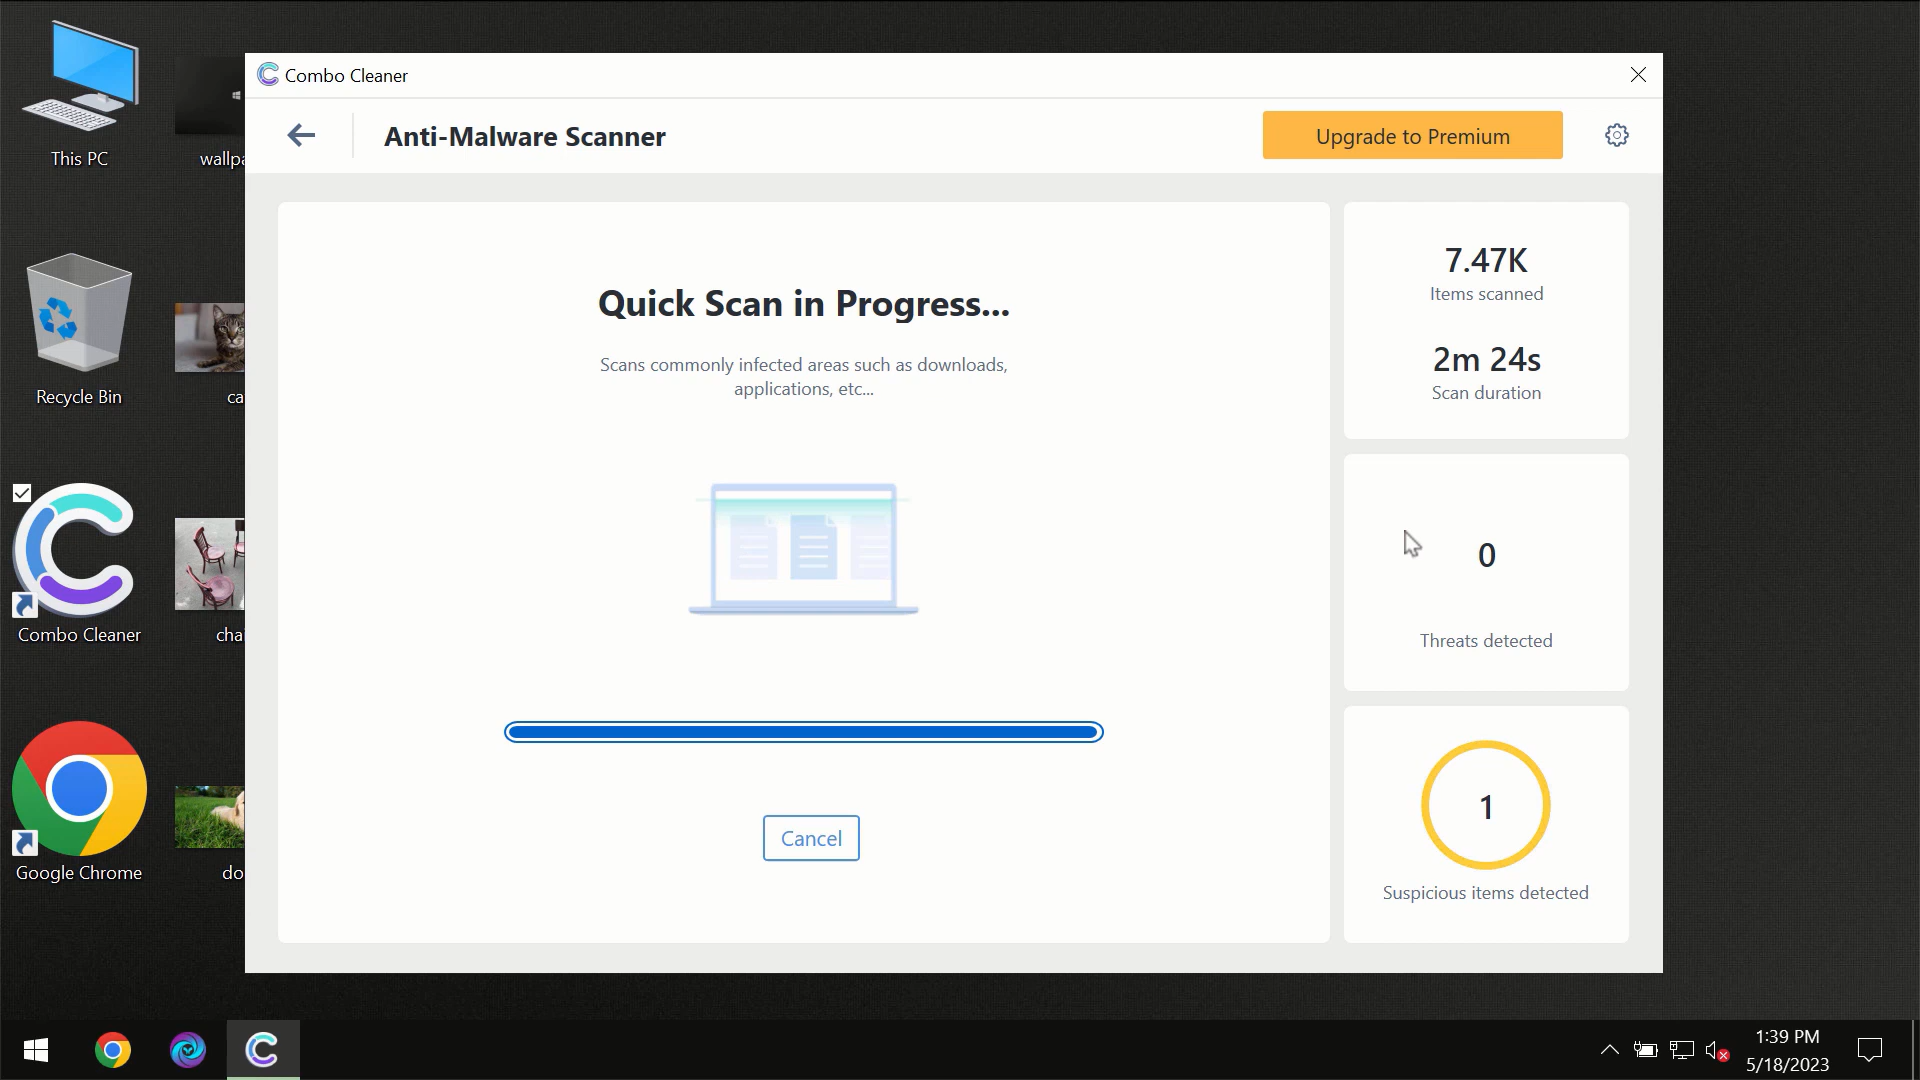 This PC
wallpa
Recycle Bin
ca
Combo Cleaner
chai
Google Chrome
do
Combo Cleaner
Anti-Malware Scanner
Upgrade to Premium
Quick Scan in Progress...
Scans commonly infected areas such as downloads,
applications, etc...
Cancel
7.47K
Items scanned
2m 24s
Scan duration
0
Threats detected
1
Suspicious items detected
1:39 PM
5/18/2023